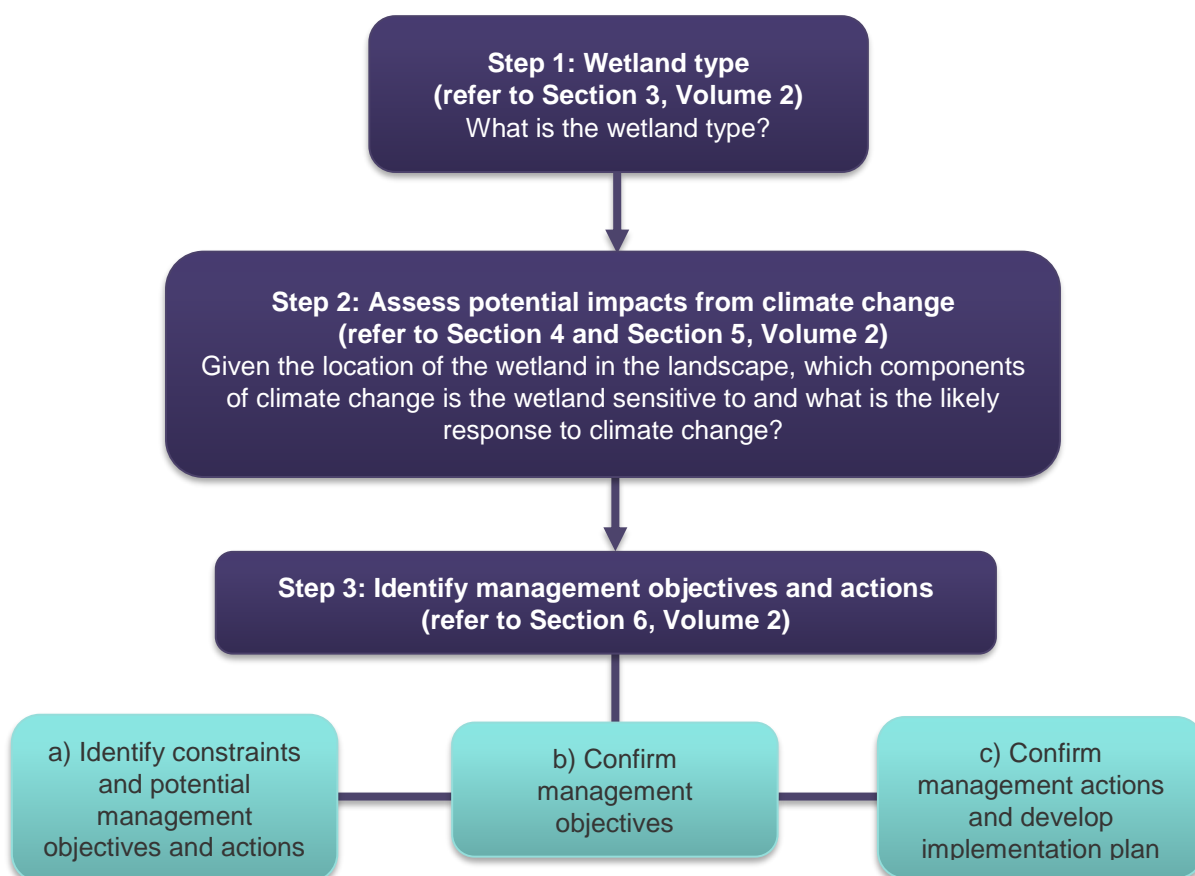 Step 1: Wetland type
(refer to Section 3, Volume 2)
What is the wetland type?
Step 2: Assess potential impacts from climate change
(refer to Section 4 and Section 5, Volume 2)
Given the location of the wetland in the landscape, which components
of climate change is the wetland sensitive to and what is the likely
response to climate change?
Step 3: Identify management objectives and actions
(refer to Section 6, Volume 2)
a) Identify constraints
and potential
management
objectives and actions
b) Confirm
management
objectives
c) Confirm
management actions
and develop
implementation plan